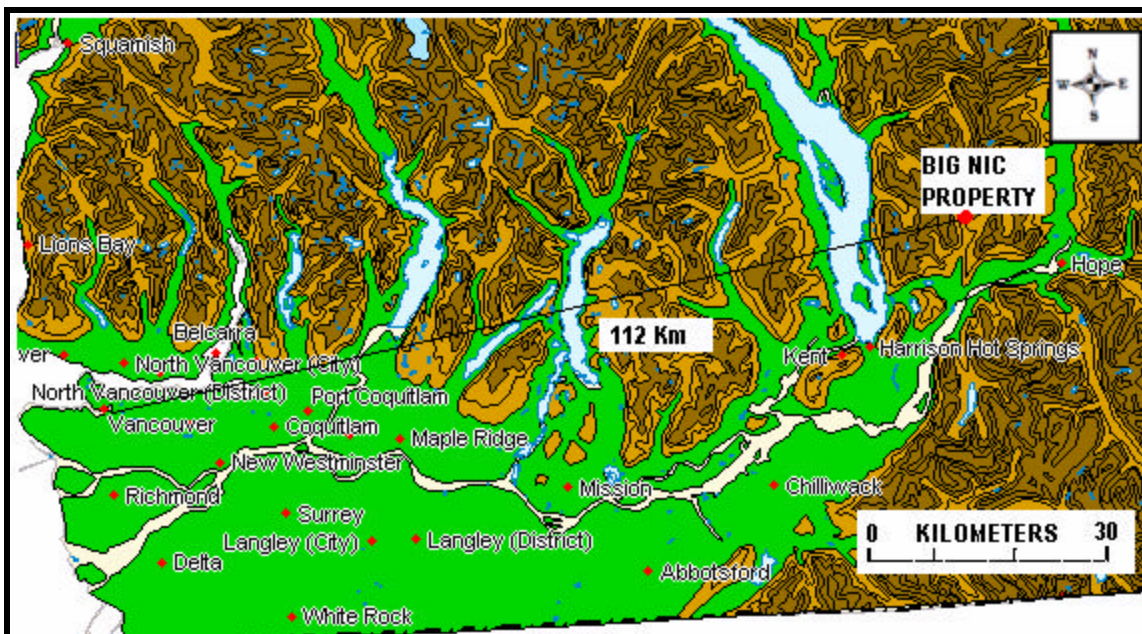 Squamish
N
W E
S
BIG NIC
PROPERTY
Lions Bay
Hope
Belcarra
112 Km
ver
North Vancouver (City)
Kent
Harrison Hot Springs
North Vancouver (District)
Port Coquitlam
Vancouver
Coquitlam
Maple Ridge
New Westminster
Richmond
Mission
Chilliwack
Surrey
0 KILOMETERS 30
Langley (City)
Langley (District)
Delta
Abbotsford
White Rock